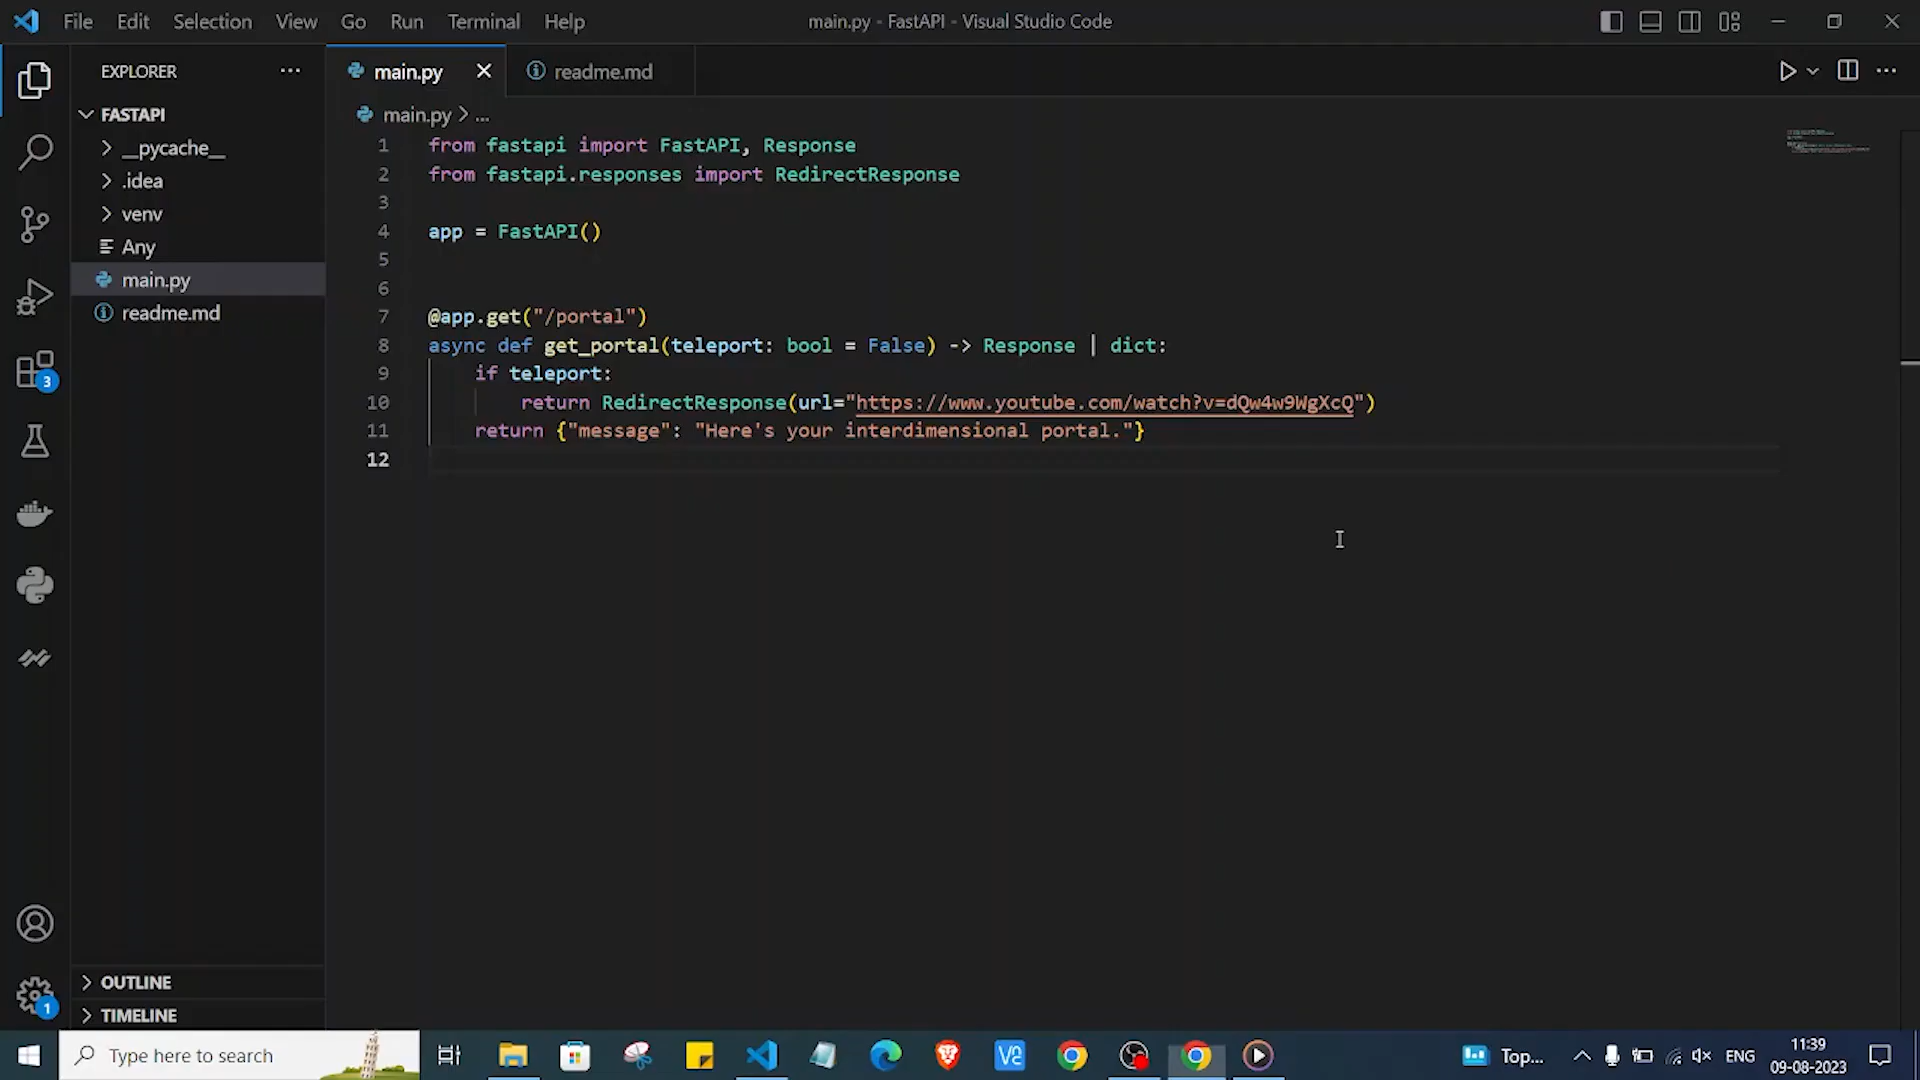 File Edit Selection View Go Run Terminal Help
main.py - FastAPI - Visual Studio Code
EXPLORER
main.py
readme.md
FASTAPI
__pycache__
.idea
venv
Any
main.py
readme.md
main.py > ...
1 from fastapi import FastAPI, Response
2 from fastapi.responses import RedirectResponse
3
4 app = FastAPI()
5
6
7 @app.get("/portal")
8 async def get_portal(teleport: bool = False) -> Response | dict:
9 if teleport:
10 return RedirectResponse(url="https://www.youtube.com/watch?v=dQw4w9WgXcQ")
11 return {"message": "Here's your interdimensional portal."}
12
3
1
OUTLINE
TIMELINE
Type here to search
Top...
ENG
11:39
09-08-2023